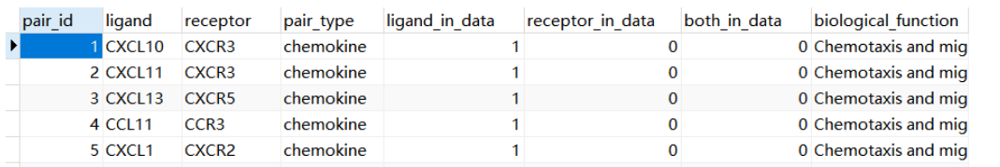 pair_id ligand receptor pair_type ligand_in_data receptor_in_data both_in_data biological_function
1 CXCL10 CXCR3 chemokine 1 0 0 Chemotaxis and mig
2 CXCL11 CXCR3 chemokine 1 0 0 Chemotaxis and mig
3 CXCL13 CXCR5 chemokine 1 0 0 Chemotaxis and mig
4 CCL11 CCR3 chemokine 1 0 0 Chemotaxis and mig
5 CXCL1 CXCR2 chemokine 1 0 0 Chemotaxis and mig